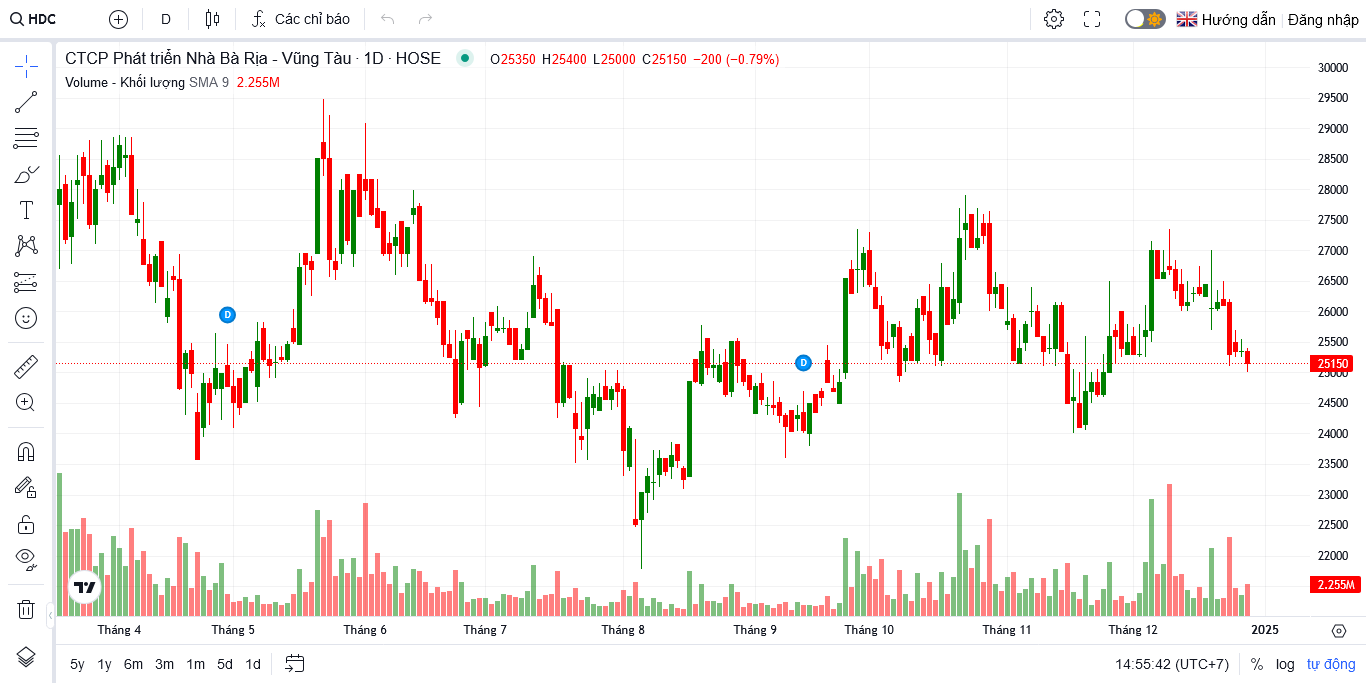 HDC D Các chỉ báo Hướng dẫn Đăng nhập
CTCP Phát triển Nhà Bà Rịa - Vũng Tàu · 1D · HOSE O25350 H25400 L25000 C25150 −200 (−0.79%)
Volume - Khối lượng SMA 9 2.255M
30000
29500
29000
28500
28000
27500
27000
26500
26000
25500
25150
25000
24500
24000
23500
23000
22500
22000
2.255M
D
D
Tháng 4 Tháng 5 Tháng 6 Tháng 7 Tháng 8 Tháng 9 Tháng 10 Tháng 11 Tháng 12 2025
5y 1y 6m 3m 1m 5d 1d 14:55:42 (UTC+7) % log tự động